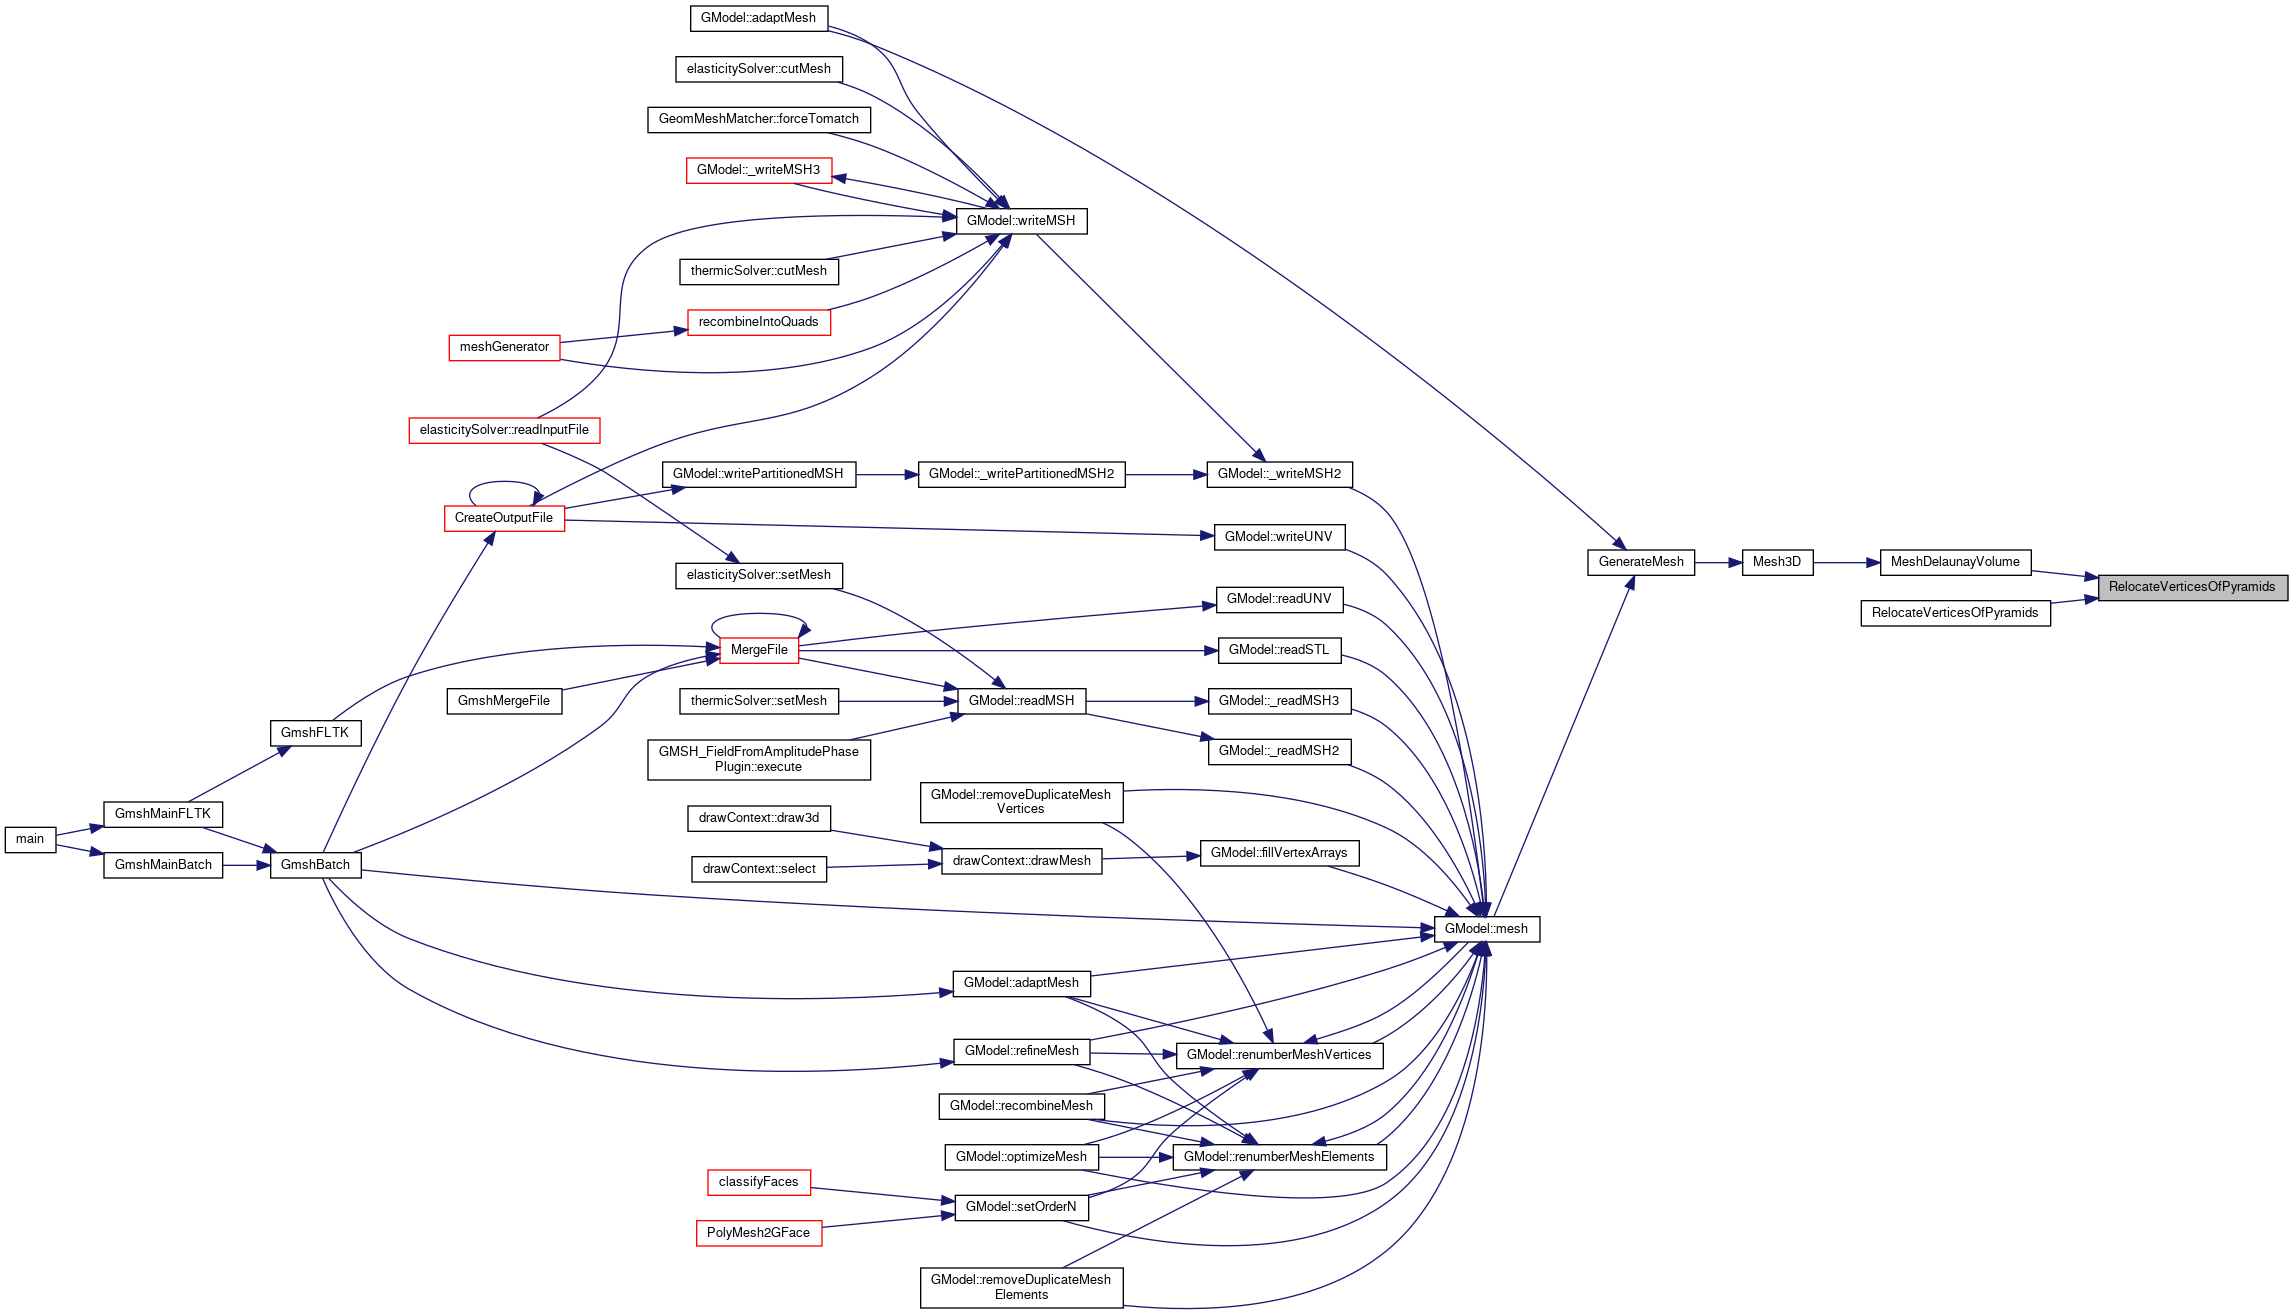 GModel::adaptMesh
elasticitySolver::cutMesh
GeomMeshMatcher::forceTomatch
GModel::_writeMSH3
GModel::writeMSH
thermicSolver::cutMesh
recombineIntoQuads
meshGenerator
elasticitySolver::readInputFile
GModel::writePartitionedMSH
GModel::_writePartitionedMSH2
GModel::_writeMSH2
CreateOutputFile
GModel::writeUNV
GenerateMesh
Mesh3D
MeshDelaunayVolume
elasticitySolver::setMesh
RelocateVerticesOfPyramids
GModel::readUNV
RelocateVerticesOfPyramids
MergeFile
GModel::readSTL
GmshMergeFile
thermicSolver::setMesh
GModel::readMSH
GModel::_readMSH3
GmshFLTK
GMSH_FieldFromAmplitudePhase
Plugin::execute
GModel::_readMSH2
GModel::removeDuplicateMesh
Vertices
GmshMainFLTK
drawContext::draw3d
main
GmshMainBatch
GmshBatch
drawContext::select
drawContext::drawMesh
GModel::fillVertexArrays
GModel::mesh
GModel::adaptMesh
GModel::refineMesh
GModel::renumberMeshVertices
GModel::recombineMesh
GModel::optimizeMesh
GModel::renumberMeshElements
classifyFaces
GModel::setOrderN
PolyMesh2GFace
GModel::removeDuplicateMesh
Elements